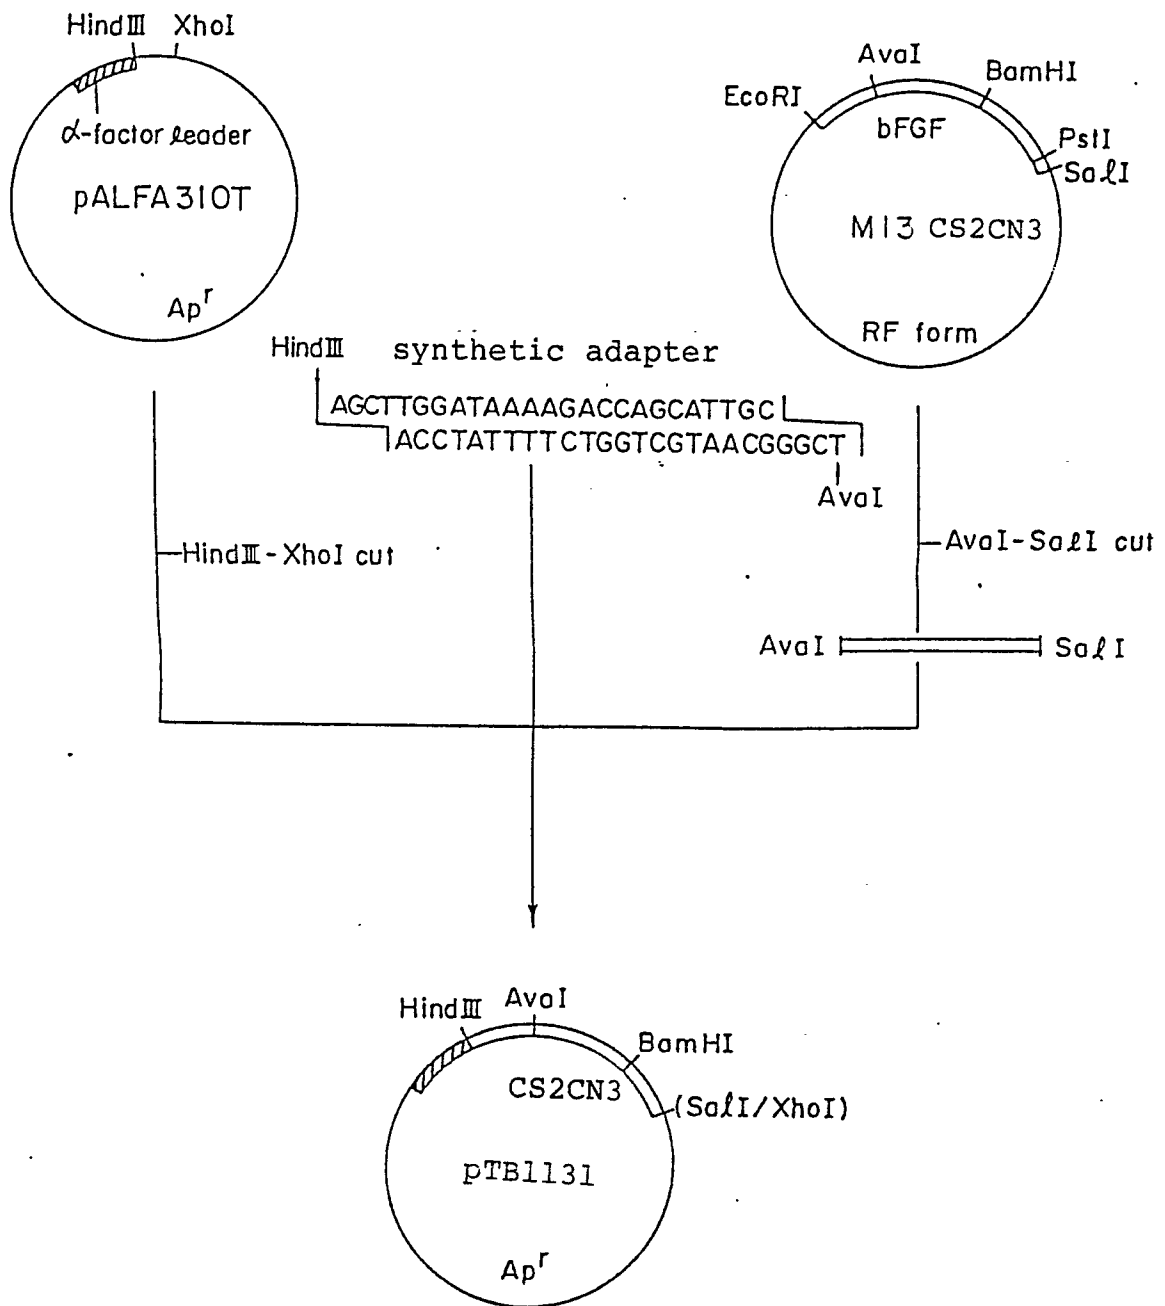 HindⅢ XhoI
α-factor leader
pALFA310T
Apʳ
AvaI
EcoRI
BamHI
bFGF
PstI
SalI
M13 CS2CN3
RF form
HindⅢ synthetic adapter
AGCTTGGATAAAAGACCAGCATTGC
ACCTATTTTCTGGTCGTAACGGGCT
AvaI
HindⅢ-XhoI cut
AvaI-SalI cut
AvaI SalI
HindⅢ AvaI
BamHI
CS2CN3
(SalI/XhoI)
pTB1131
Apʳ